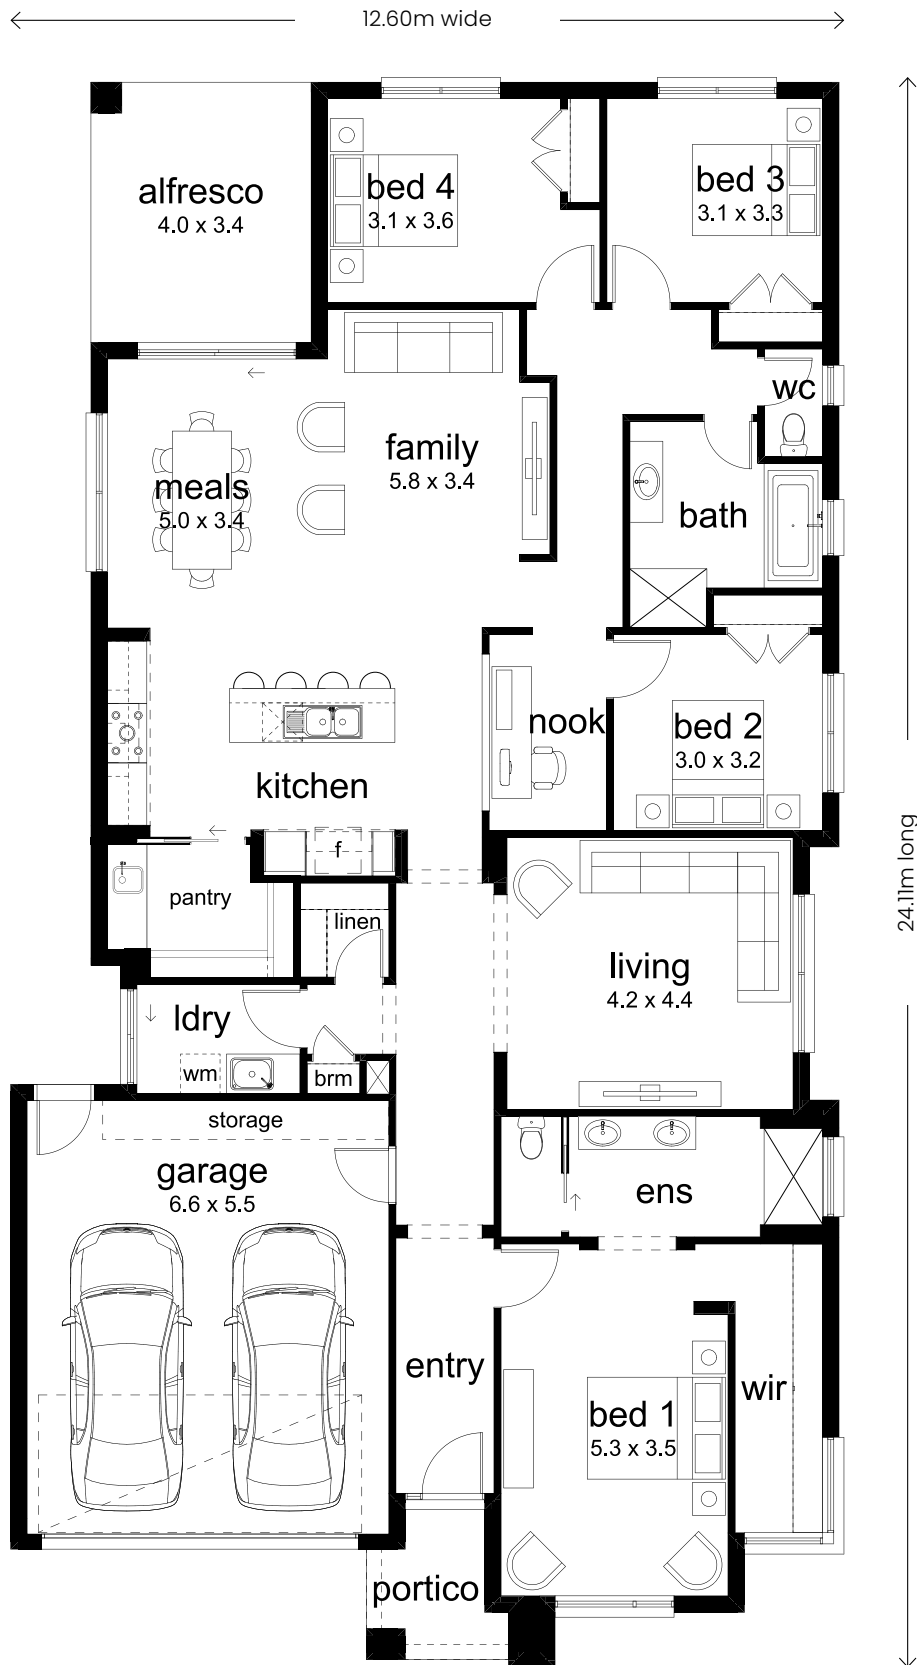 12.60m wide
alfresco
4.0 x 3.4
bed 4
3.1 x 3.6
bed 3
3.1 x 3.3
wc
family
5.8 x 3.4
meals
5.0 x 3.4
bath
nook
bed 2
3.0 x 3.2
kitchen
f
24.11m long
pantry
linen
living
4.2 x 4.4
ldry
wm
brm
storage
garage
6.6 x 5.5
ens
entry
wir
bed 1
5.3 x 3.5
portico